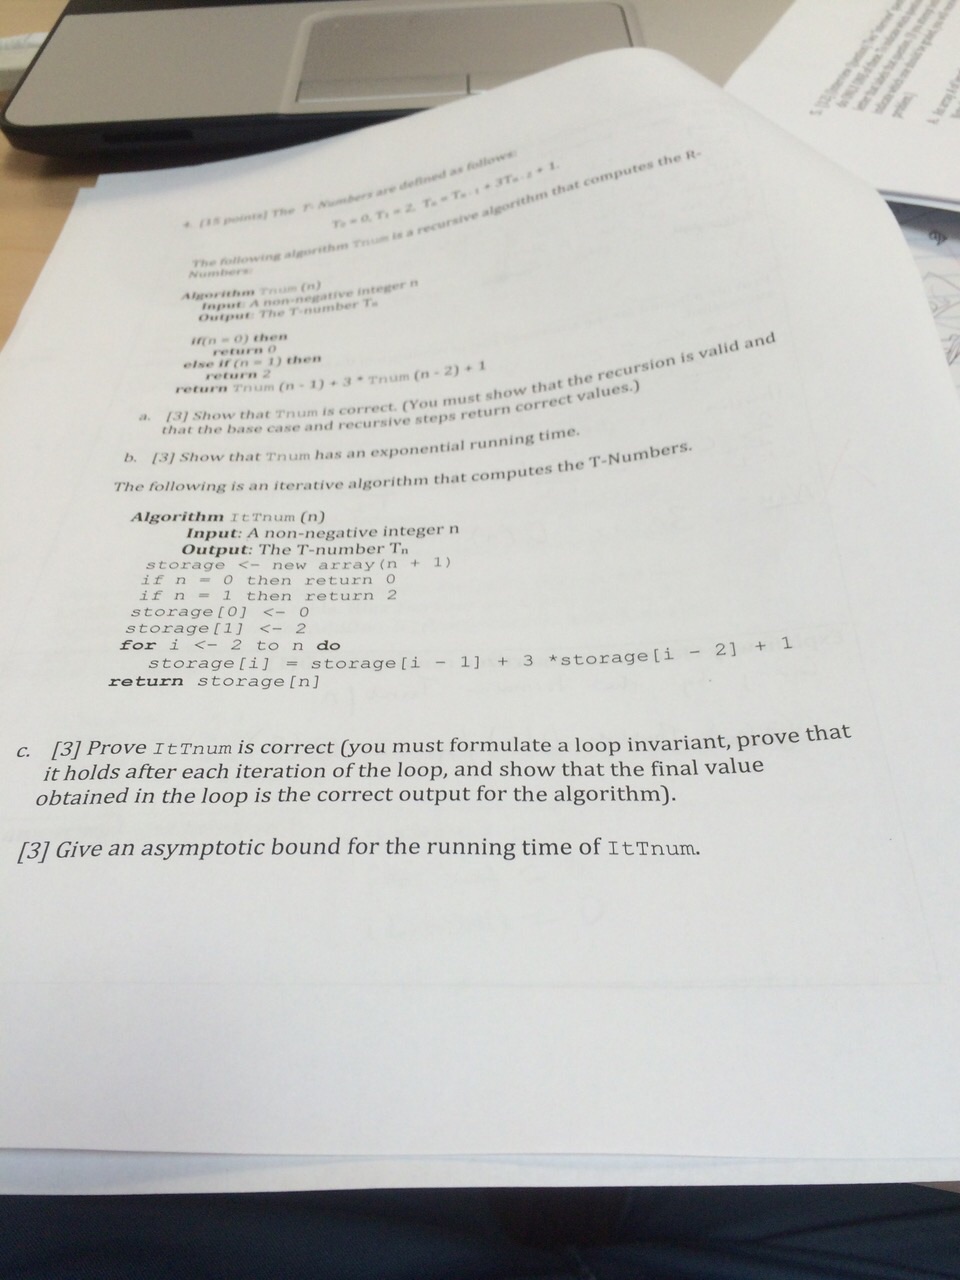 4. [15 points] The T- Numbers are defined as follows:
T₀ = 0, T₁ = 2, Tₙ = Tₙ₋₁ + 3Tₙ₋₂ + 1.
The following algorithm Tnum is a recursive algorithm that computes the R-
Numbers:
Algorithm Tnum (n)
Input: A non-negative integer n
Output: The T-number Tₙ
if(n = 0) then
return 0
else if (n = 1) then
return 2
return Tnum (n - 1) + 3 * Tnum (n - 2) + 1
a. [3] Show that Tnum is correct. (You must show that the recursion is valid and
that the base case and recursive steps return correct values.)
b. [3] Show that Tnum has an exponential running time.
The following is an iterative algorithm that computes the T-Numbers.
Algorithm ItTnum (n)
Input: A non-negative integer n
Output: The T-number Tₙ
storage <- new array(n + 1)
if n = 0 then return 0
if n = 1 then return 2
storage[0] <- 0
storage[1] <- 2
for i <- 2 to n do
storage[i] = storage[i - 1] + 3 *storage[i - 2] + 1
return storage[n]
c. [3] Prove ItTnum is correct (you must formulate a loop invariant, prove that
it holds after each iteration of the loop, and show that the final value
obtained in the loop is the correct output for the algorithm).
[3] Give an asymptotic bound for the running time of ItTnum.